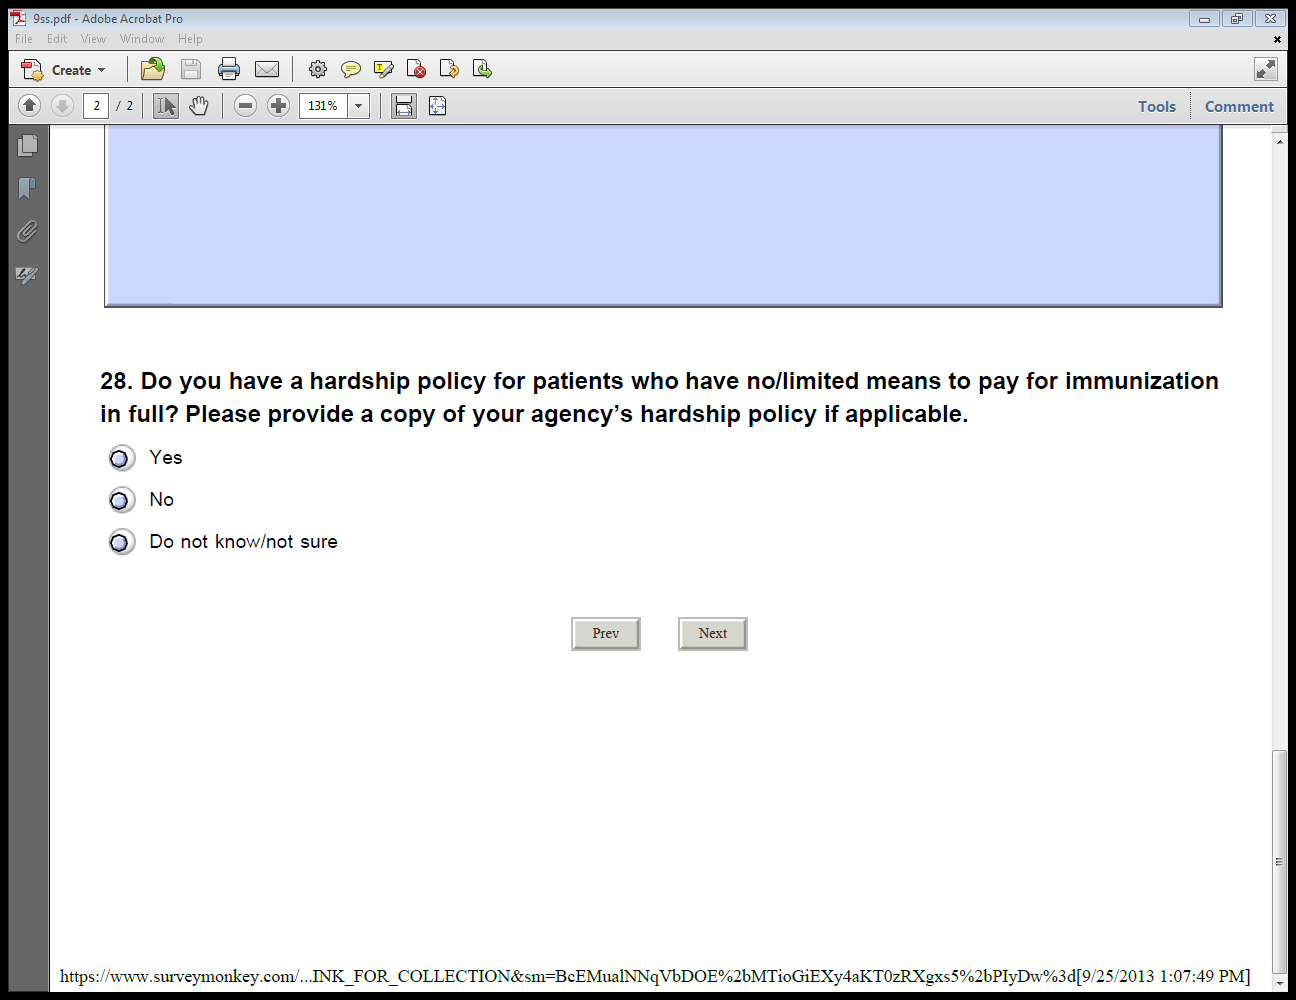 9ss.pdf - Adobe Acrobat Pro
File Edit View Window Help
Create
2 / 2 131% Tools Comment
28. Do you have a hardship policy for patients who have no/limited means to pay for immunization
in full? Please provide a copy of your agency’s hardship policy if applicable.
Yes
No
Do not know/not sure
Prev Next
https://www.surveymonkey.com/...INK_FOR_COLLECTION&sm=BcEMualNNqVbDOE%2bMTioGiEXy4aKT0zRXgxs5%2bPIyDw%3d[9/25/2013 1:07:49 PM]